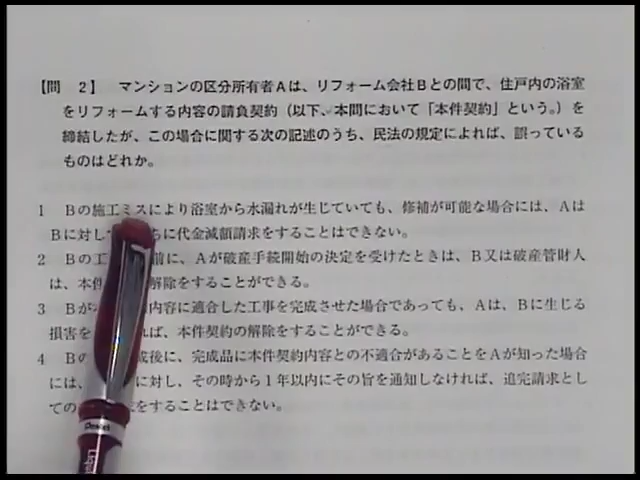 【問 2】 マンションの区分所有者Aは、リフォーム会社Bとの間で、住戸内の浴室
をリフォームする内容の請負契約（以下、本問において「本件契約」という。）を
締結したが、この場合に関する次の記述のうち、民法の規定によれば、誤っている
ものはどれか。
1 Bの施工ミスにより浴室から水漏れが生じていても、修補が可能な場合には、Aは
Bに対して ちに代金減額請求をすることはできない。
2 Bの工 前に、Aが破産手続開始の決定を受けたときは、B又は破産管財人
は、本件 解除をすることができる。
3 Bが本 内容に適合した工事を完成させた場合であっても、Aは、Bに生じる
損害を れば、本件契約の解除をすることができる。
4 Bの 成後に、完成品に本件契約内容との不適合があることをAが知った場合
には、 に対し、その時から1年以内にその旨を通知しなければ、追完請求とし
ての をすることはできない。
Pentel